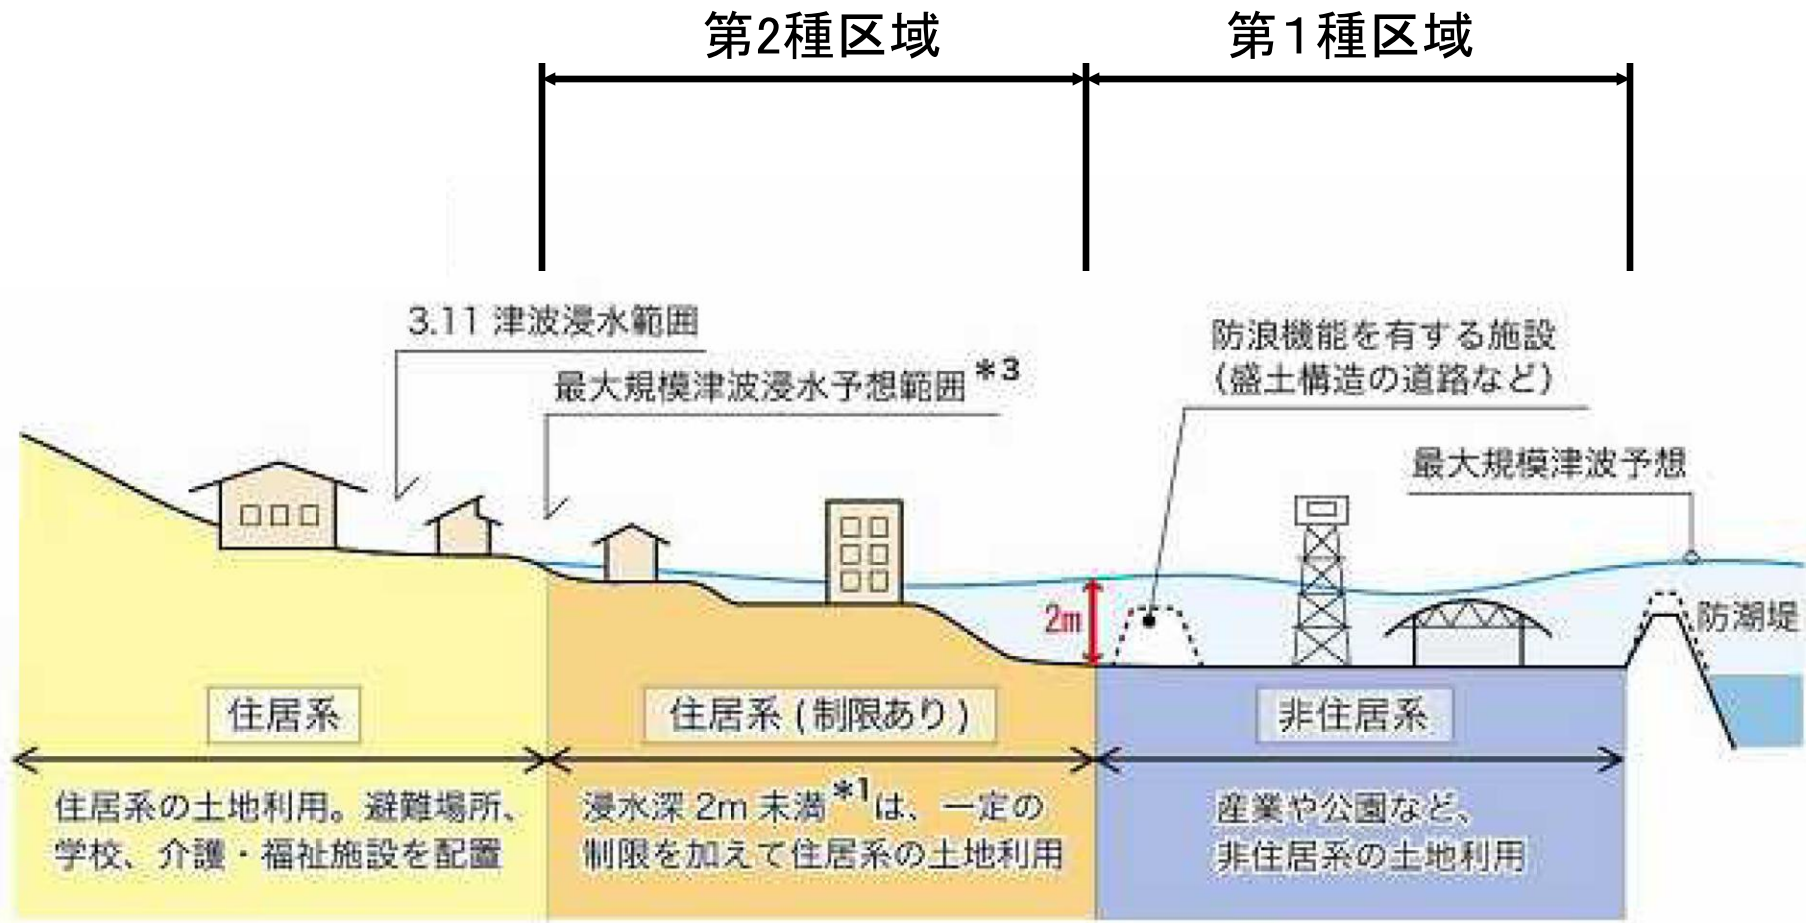 第2種区域
第1種区域
3.11 津波浸水範囲
最大規模津波浸水予想範囲*3
防浪機能を有する施設
(盛土構造の道路など)
最大規模津波予想
2m
防潮堤
住居系
住居系(制限あり)
非住居系
住居系の土地利用。避難場所、
学校、介護・福祉施設を配置
浸水深2m未満*1は、一定の
制限を加えて住居系の土地利用
産業や公園など、
非住居系の土地利用